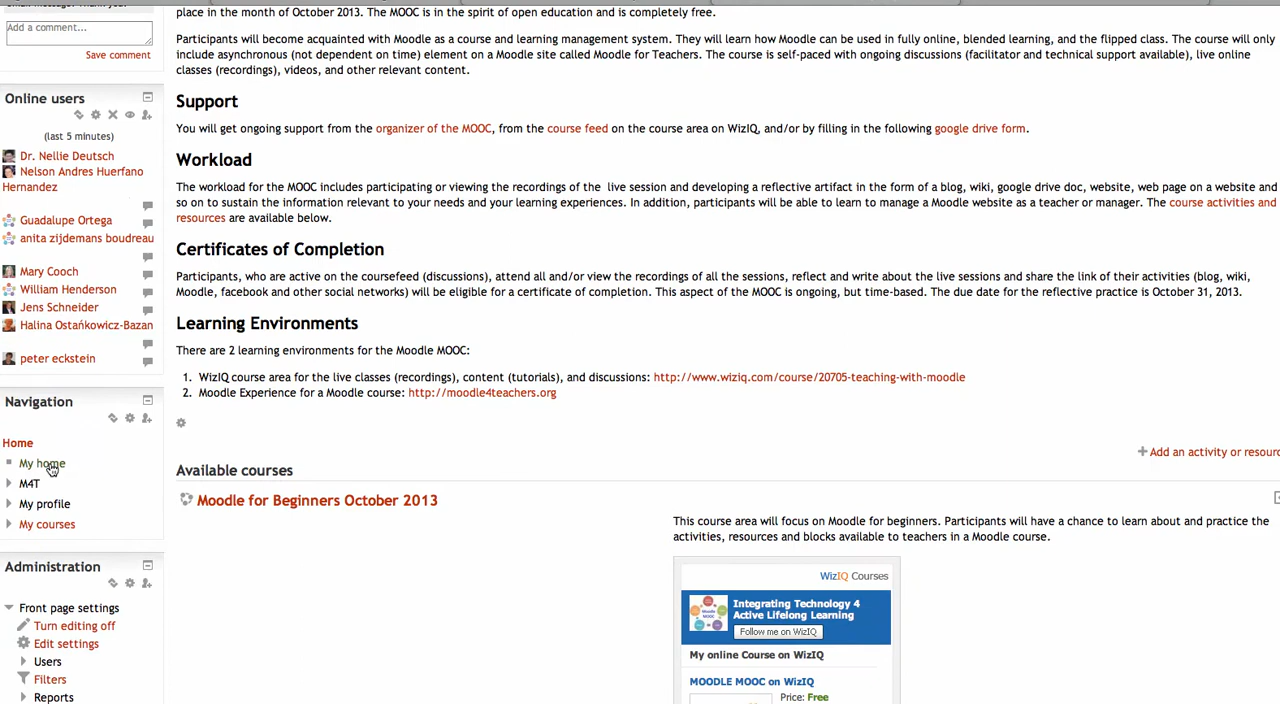 Add a comment...
Save comment
Online users
(last 5 minutes)
Dr. Nellie Deutsch
Nelson Andres Huerfano
Hernandez
Guadalupe Ortega
anita zijdemans boudreau
Mary Cooch
William Henderson
Jens Schneider
Halina Ostańkowicz-Bazan
peter eckstein
Navigation
Home
My home
M4T
My profile
My courses
Administration
Front page settings
Turn editing off
Edit settings
Users
Filters
Reports
place in the month of October 2013. The MOOC is in the spirit of open education and is completely free.
Participants will become acquainted with Moodle as a course and learning management system. They will learn how Moodle can be used in fully online, blended learning, and the flipped class. The course will only
include asynchronous (not dependent on time) element on a Moodle site called Moodle for Teachers. The course is self-paced with ongoing discussions (facilitator and technical support available), live online
classes (recordings), videos, and other relevant content.
Support
You will get ongoing support from the organizer of the MOOC, from the course feed on the course area on WizIQ, and/or by filling in the following google drive form.
Workload
The workload for the MOOC includes participating or viewing the recordings of the live session and developing a reflective artifact in the form of a blog, wiki, google drive doc, website, web page on a website and
so on to sustain the information relevant to your needs and your learning experiences. In addition, participants will be able to learn to manage a Moodle website as a teacher or manager. The course activities and
resources are available below.
Certificates of Completion
Participants, who are active on the coursefeed (discussions), attend all and/or view the recordings of all the sessions, reflect and write about the live sessions and share the link of their activities (blog, wiki,
Moodle, facebook and other social networks) will be eligible for a certificate of completion. This aspect of the MOOC is ongoing, but time-based. The due date for the reflective practice is October 31, 2013.
Learning Environments
There are 2 learning environments for the Moodle MOOC:
1. WizIQ course area for the live classes (recordings), content (tutorials), and discussions: http://www.wiziq.com/course/20705-teaching-with-moodle
2. Moodle Experience for a Moodle course: http://moodle4teachers.org
Add an activity or resourc
Available courses
Moodle for Beginners October 2013
This course area will focus on Moodle for beginners. Participants will have a chance to learn about and practice the
activities, resources and blocks available to teachers in a Moodle course.
WizIQ Courses
Integrating Technology 4
Active Lifelong Learning
Follow me on WizIQ
My online Course on WizIQ
MOODLE MOOC on WizIQ
Price: Free